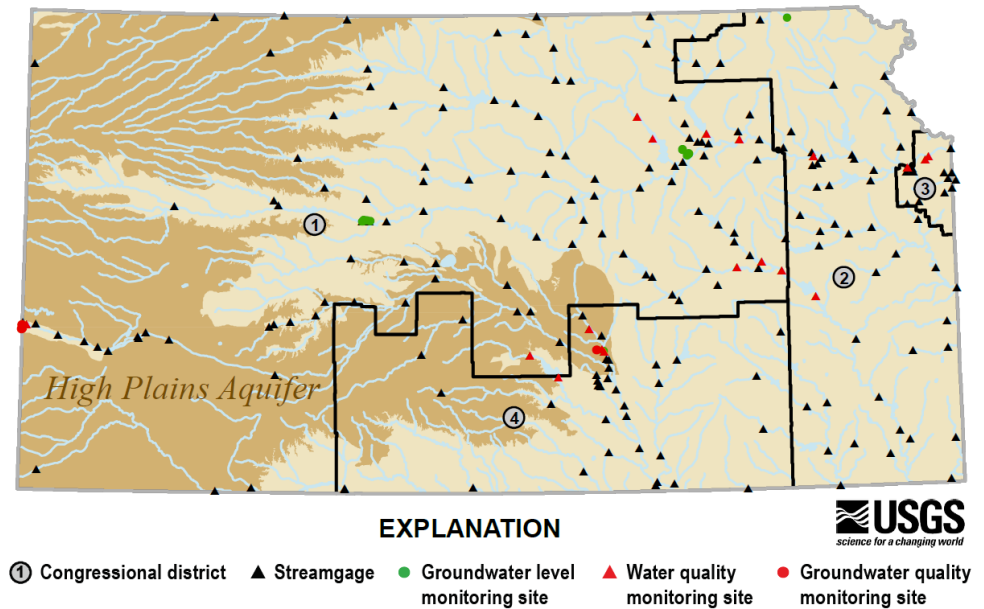 3
1
2
High Plains Aquifer
4
EXPLANATION
USGS
science for a changing world
1 Congressional district
Streamgage
Groundwater level
monitoring site
Water quality
monitoring site
Groundwater quality
monitoring site